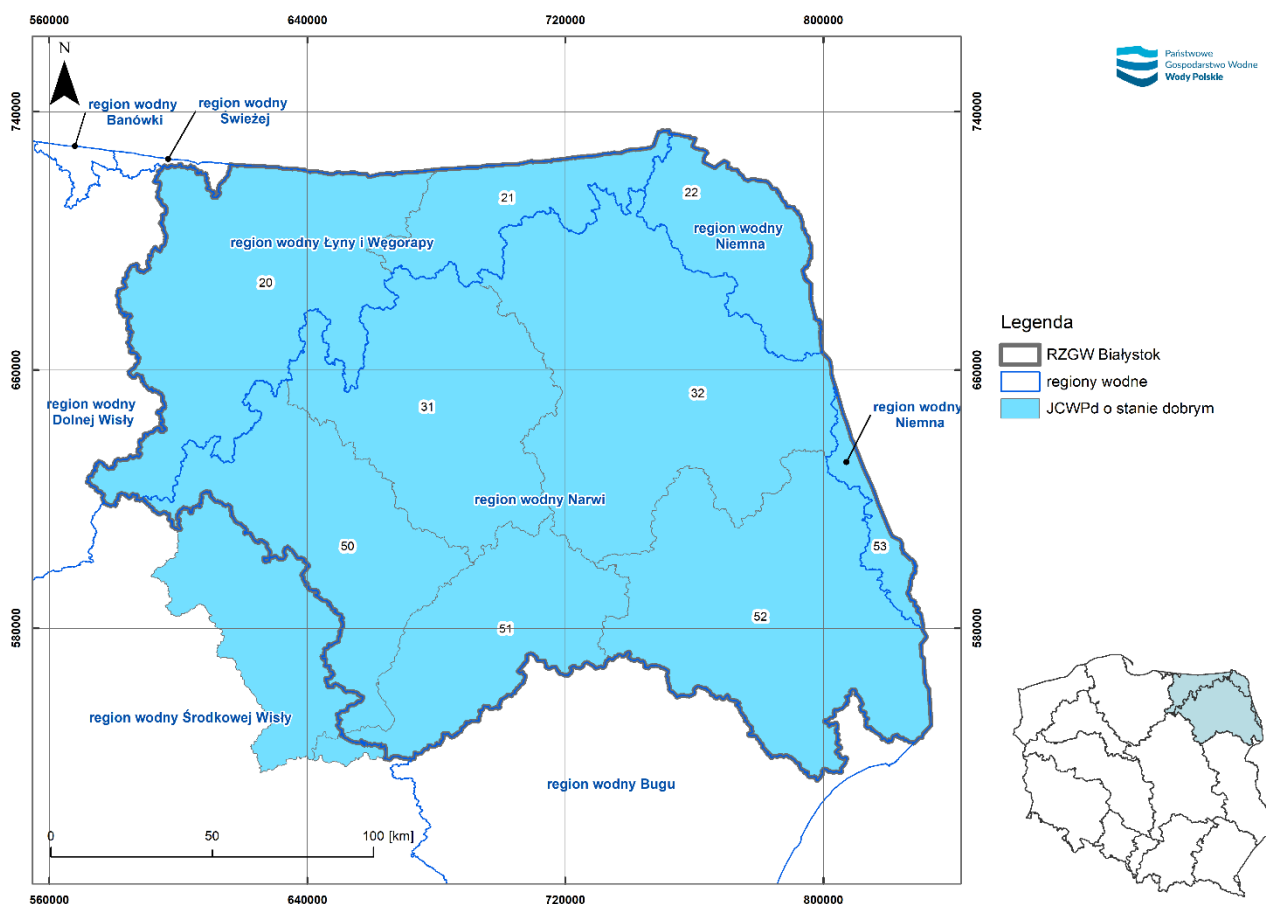 560000
640000
720000
800000
N
Państwowe
Gospodarstwo Wodne
Wody Polskie
region wodny
Banówki
region wodny
Świeżej
740000
740000
21
22
region wodny
Niemna
region wodny Łyny i Węgorapy
20
Legenda
RZGW Białystok
regiony wodne
JCWPd o stanie dobrym
660000
660000
31
32
region wodny
Dolnej Wisły
region wodny
Niemna
region wodny Narwi
50
53
52
51
580000
580000
region wodny Środkowej Wisły
region wodny Bugu
0
50
100 [km]
560000
640000
720000
800000